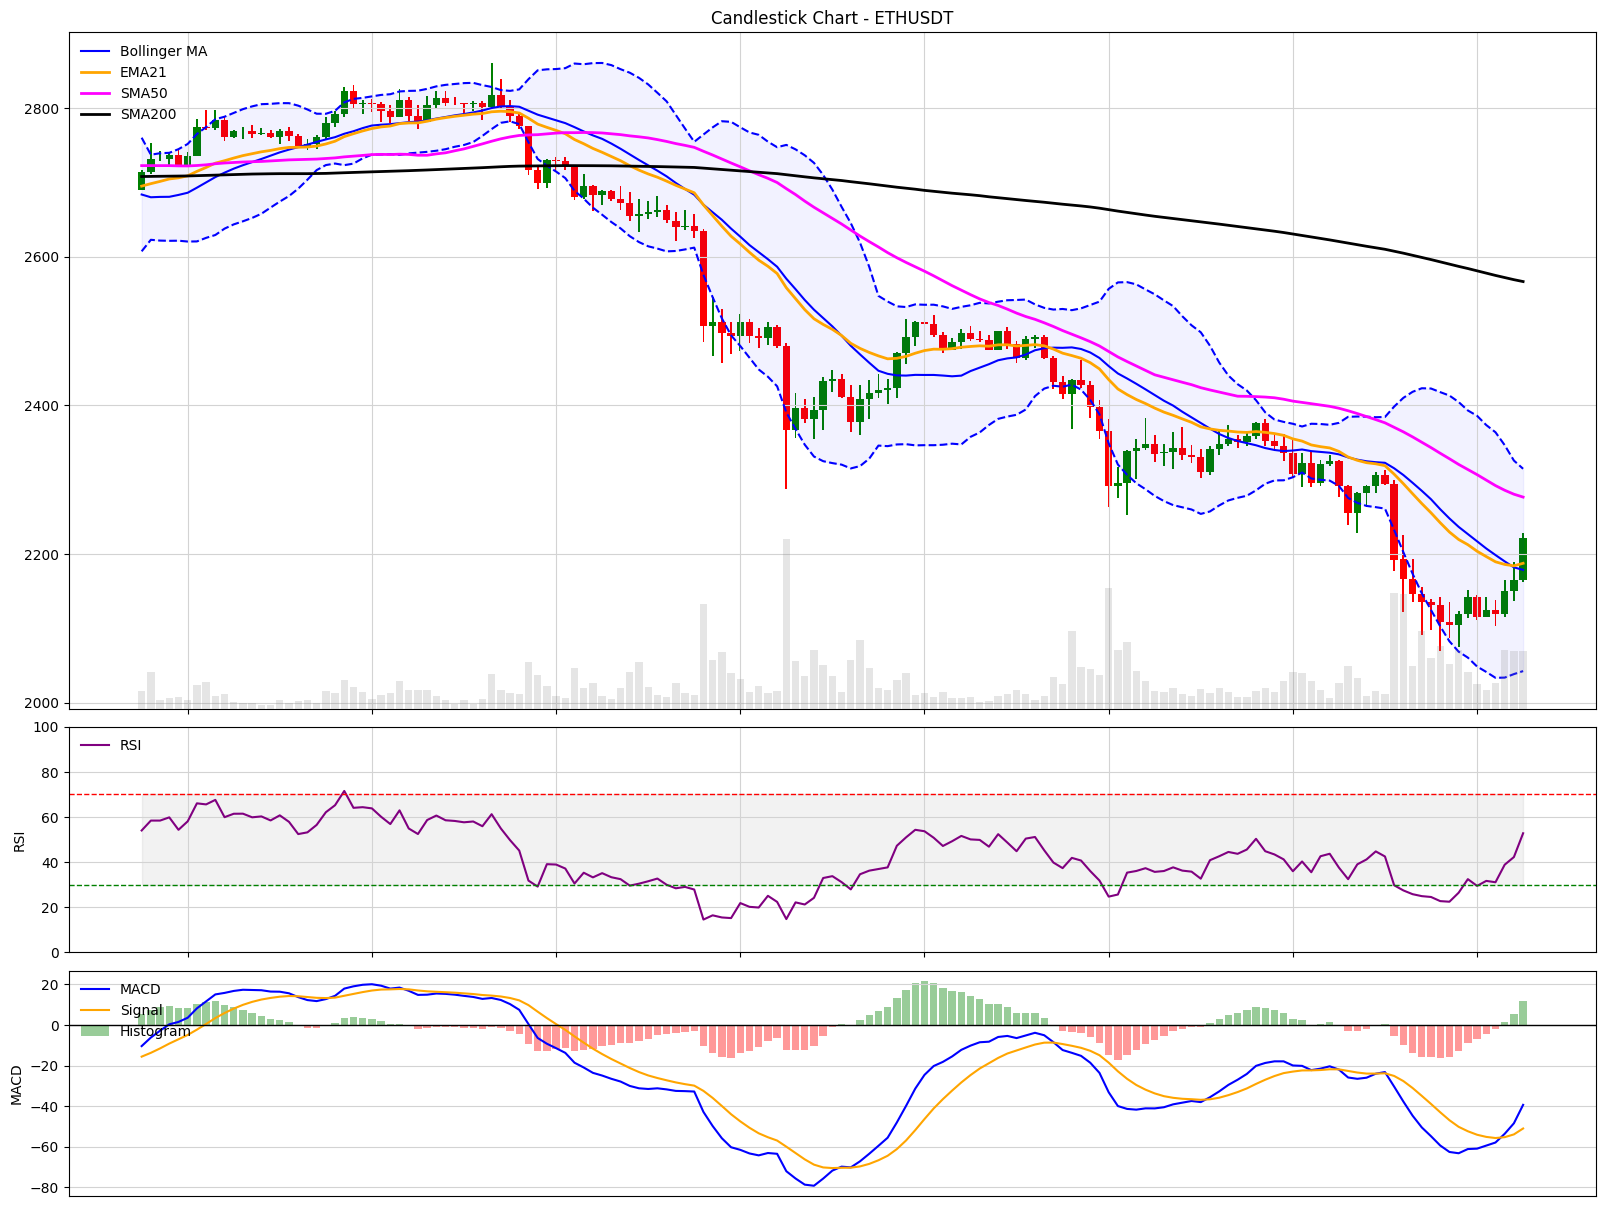 Candlestick Chart - ETHUSDT
Bollinger MA
EMA21
SMA50
SMA200
2800
2600
2400
2200
2000
RSI
100
80
60
40
20
0
RSI
MACD
Signal
Histogram
20
0
−20
−40
−60
−80
MACD